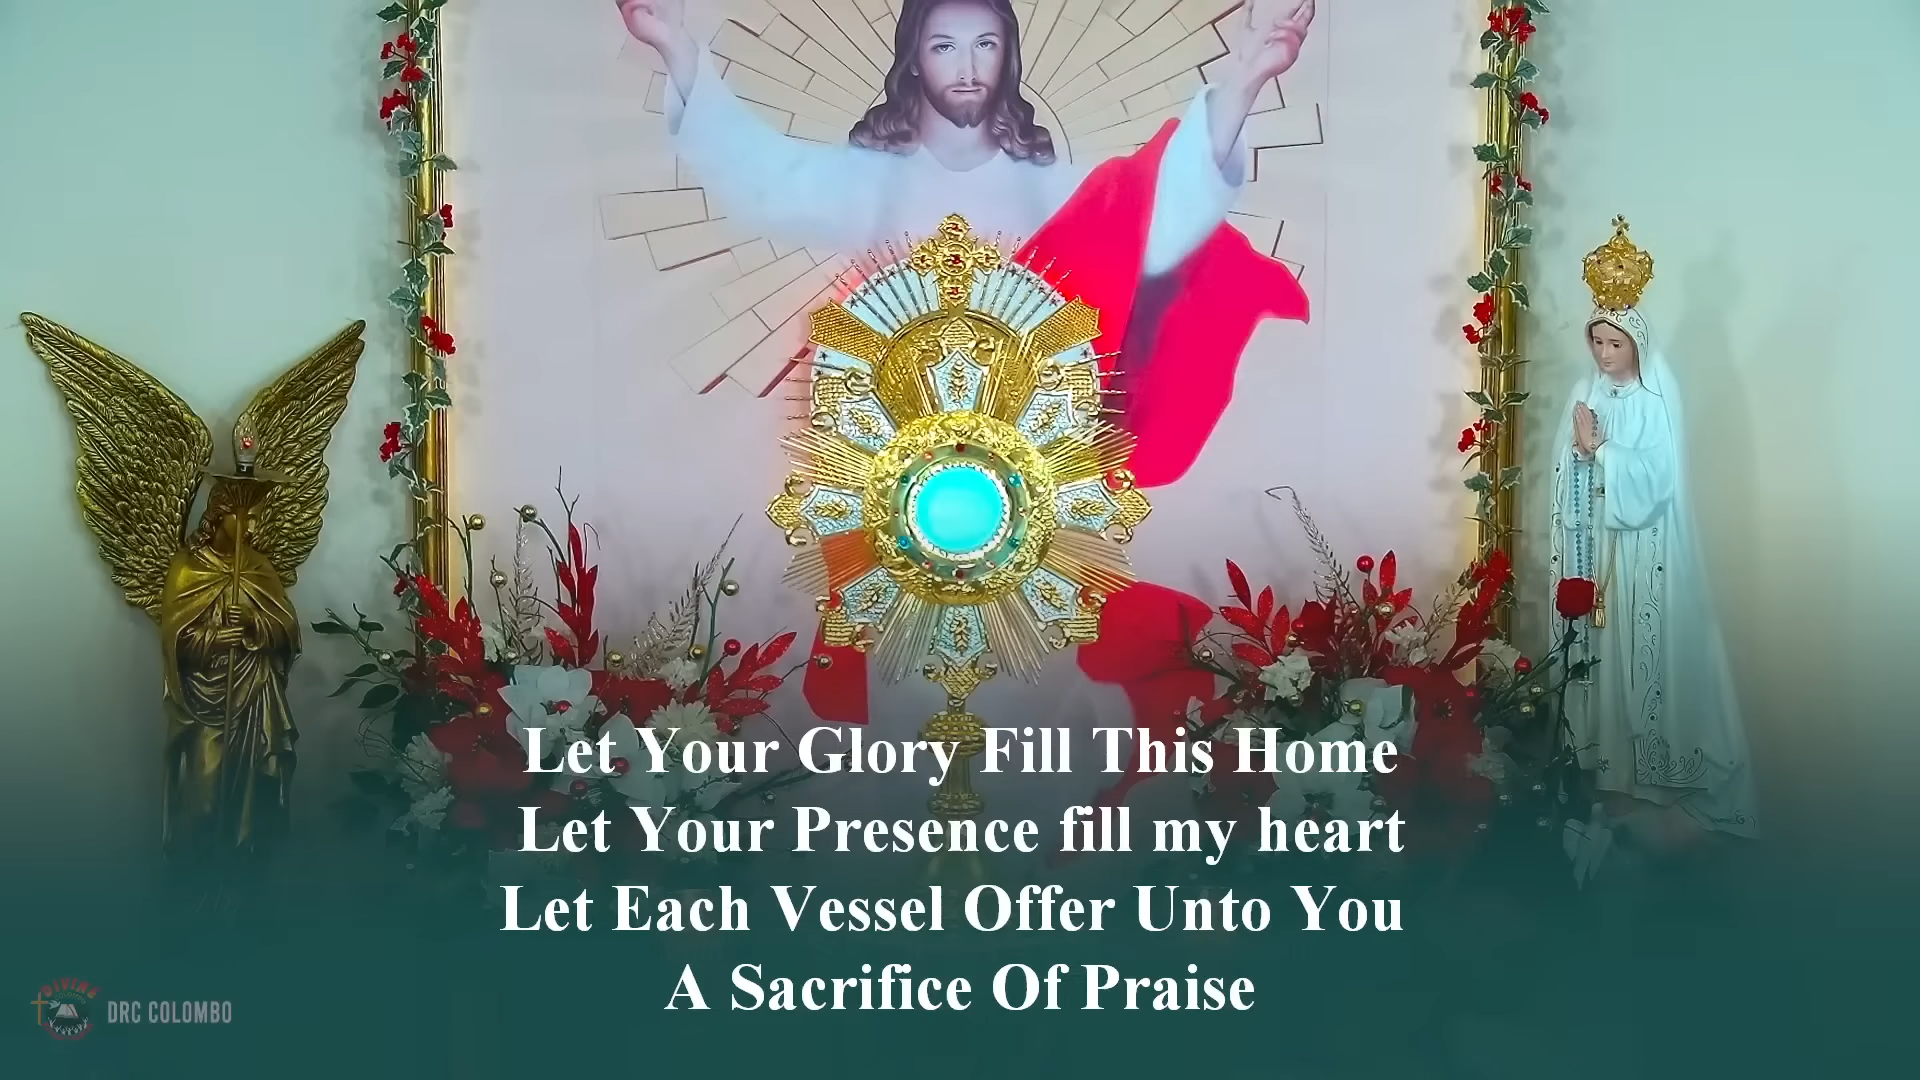 Let Your Glory Fill This Home
Let Your Presence fill my heart
Let Each Vessel Offer Unto You
A Sacrifice Of Praise
DIVINE
DRC COLOMBO